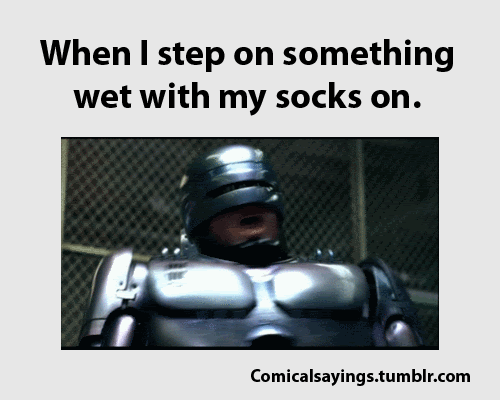 When I step on something
wet with my socks on.
Comicalsayings.tumblr.com